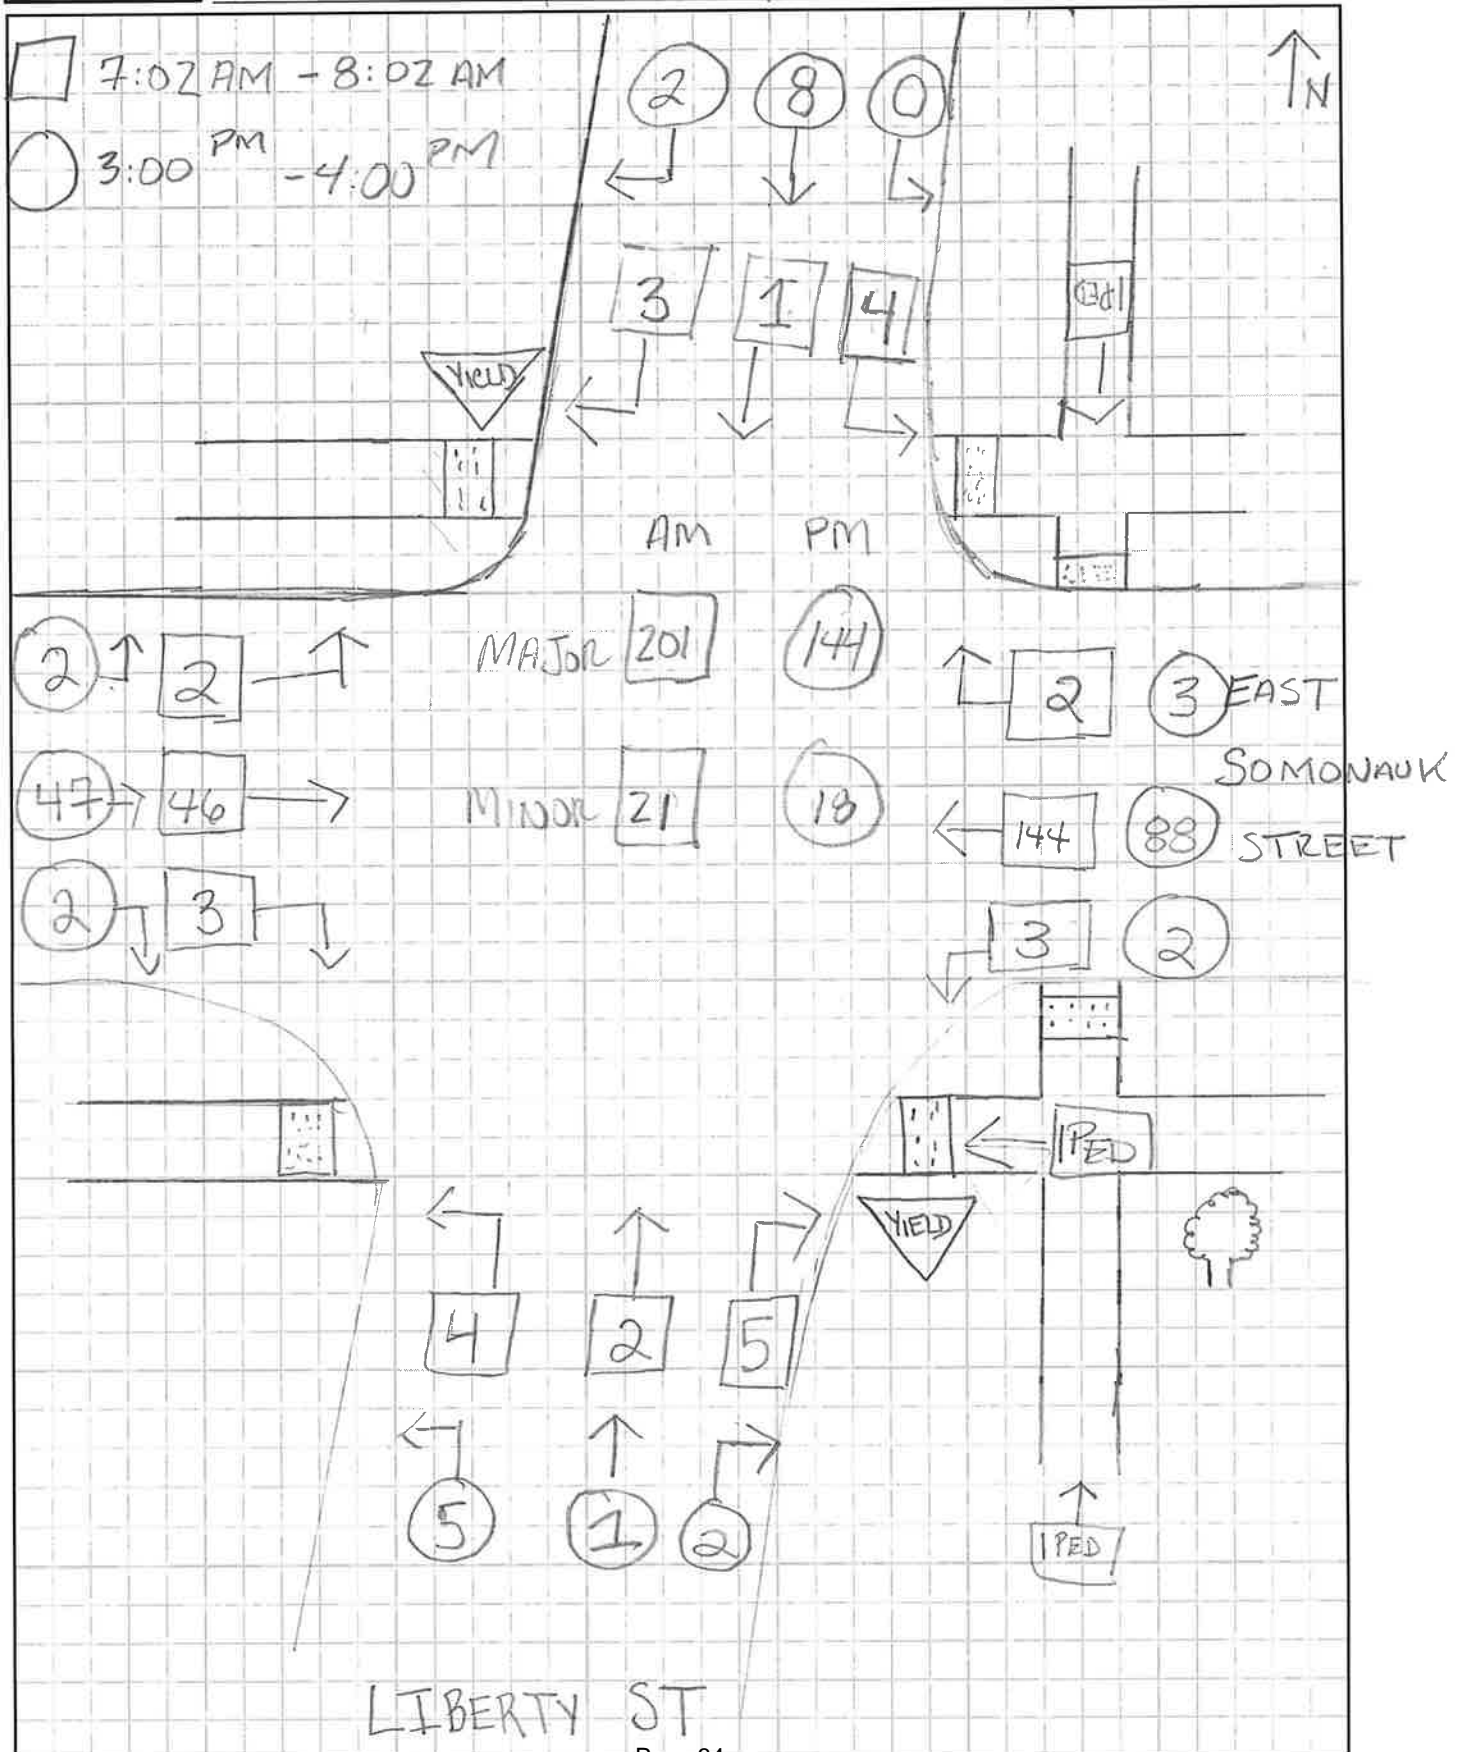 7:02 AM - 8:02 AM
3:00 PM - 4:00 PM
2 8 0
N
3 1 4
1 PED
YIELD
AM PM
2 2 MAJOR 201 144 2 3 EAST
SOMONAUK
47 46 MINOR 21 18 144 88 STREET
2 3 3 2
1 PED
YIELD
4 2 5
5 1 2
1 PED
LIBERTY ST